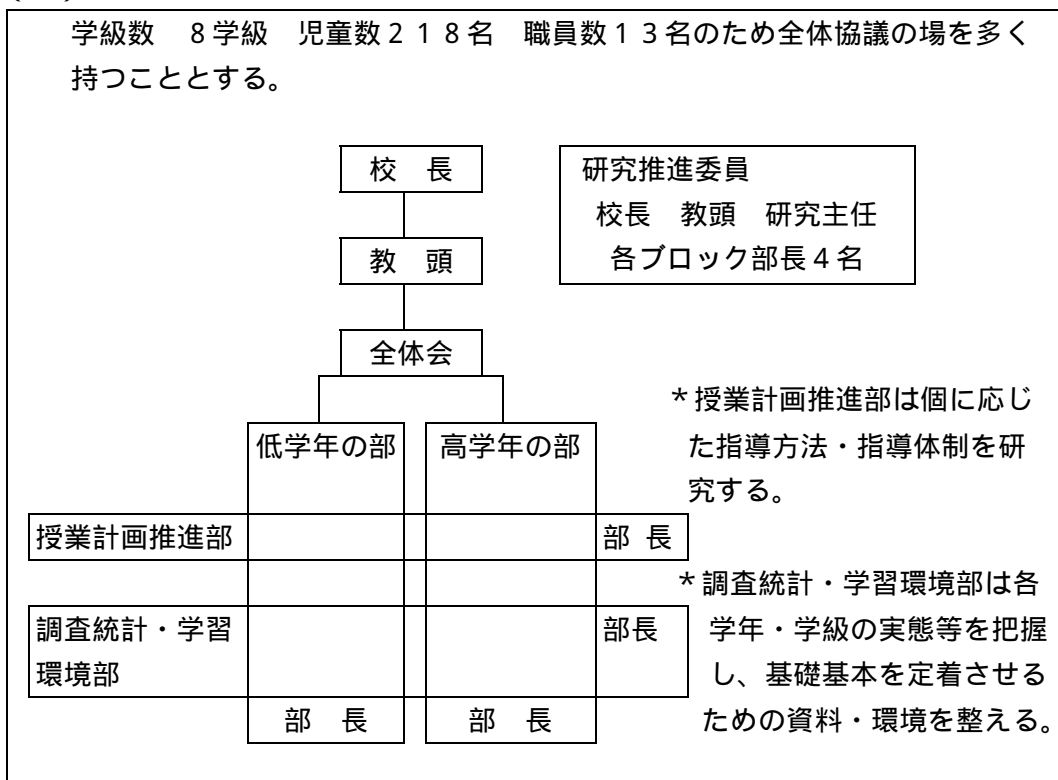 学級数　８学級　児童数２１８名　職員数１３名のため全体協議の場を多く
持つこととする。
校　長
研究推進委員
校長　教頭　研究主任
各ブロック部長４名
教　頭
全体会
低学年の部
高学年の部
＊授業計画推進部は個に応じ
た指導方法・指導体制を研
究する。
授業計画推進部
部 長
調査統計・学習
環境部
部長
＊調査統計・学習環境部は各
学年・学級の実態等を把握
し、基礎基本を定着させる
ための資料・環境を整える。
部　長
部　長